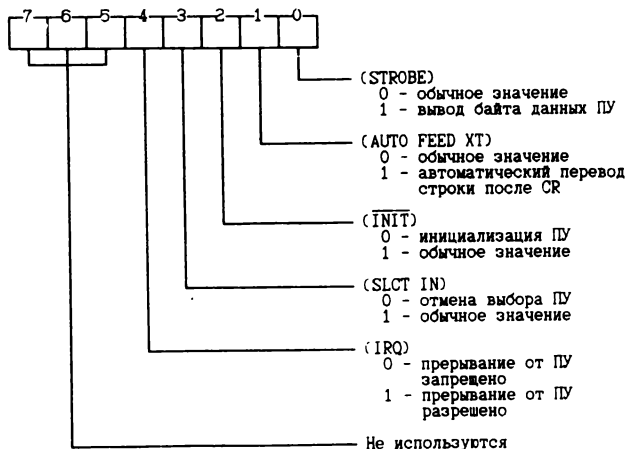 7 6 5 4 3 2 1 0
(STROBE)
0 - обычное значение
1 - вывод байта данных ПУ
(AUTO FEED XT)
0 - обычное значение
1 - автоматический перевод
строки после CR
(INIT)
0 - инициализация ПУ
1 - обычное значение
(SLCT IN)
0 - отмена выбора ПУ
1 - обычное значение
(IRQ)
0 - прерывание от ПУ
запрещено
1 - прерывание от ПУ
разрешено
Не используются